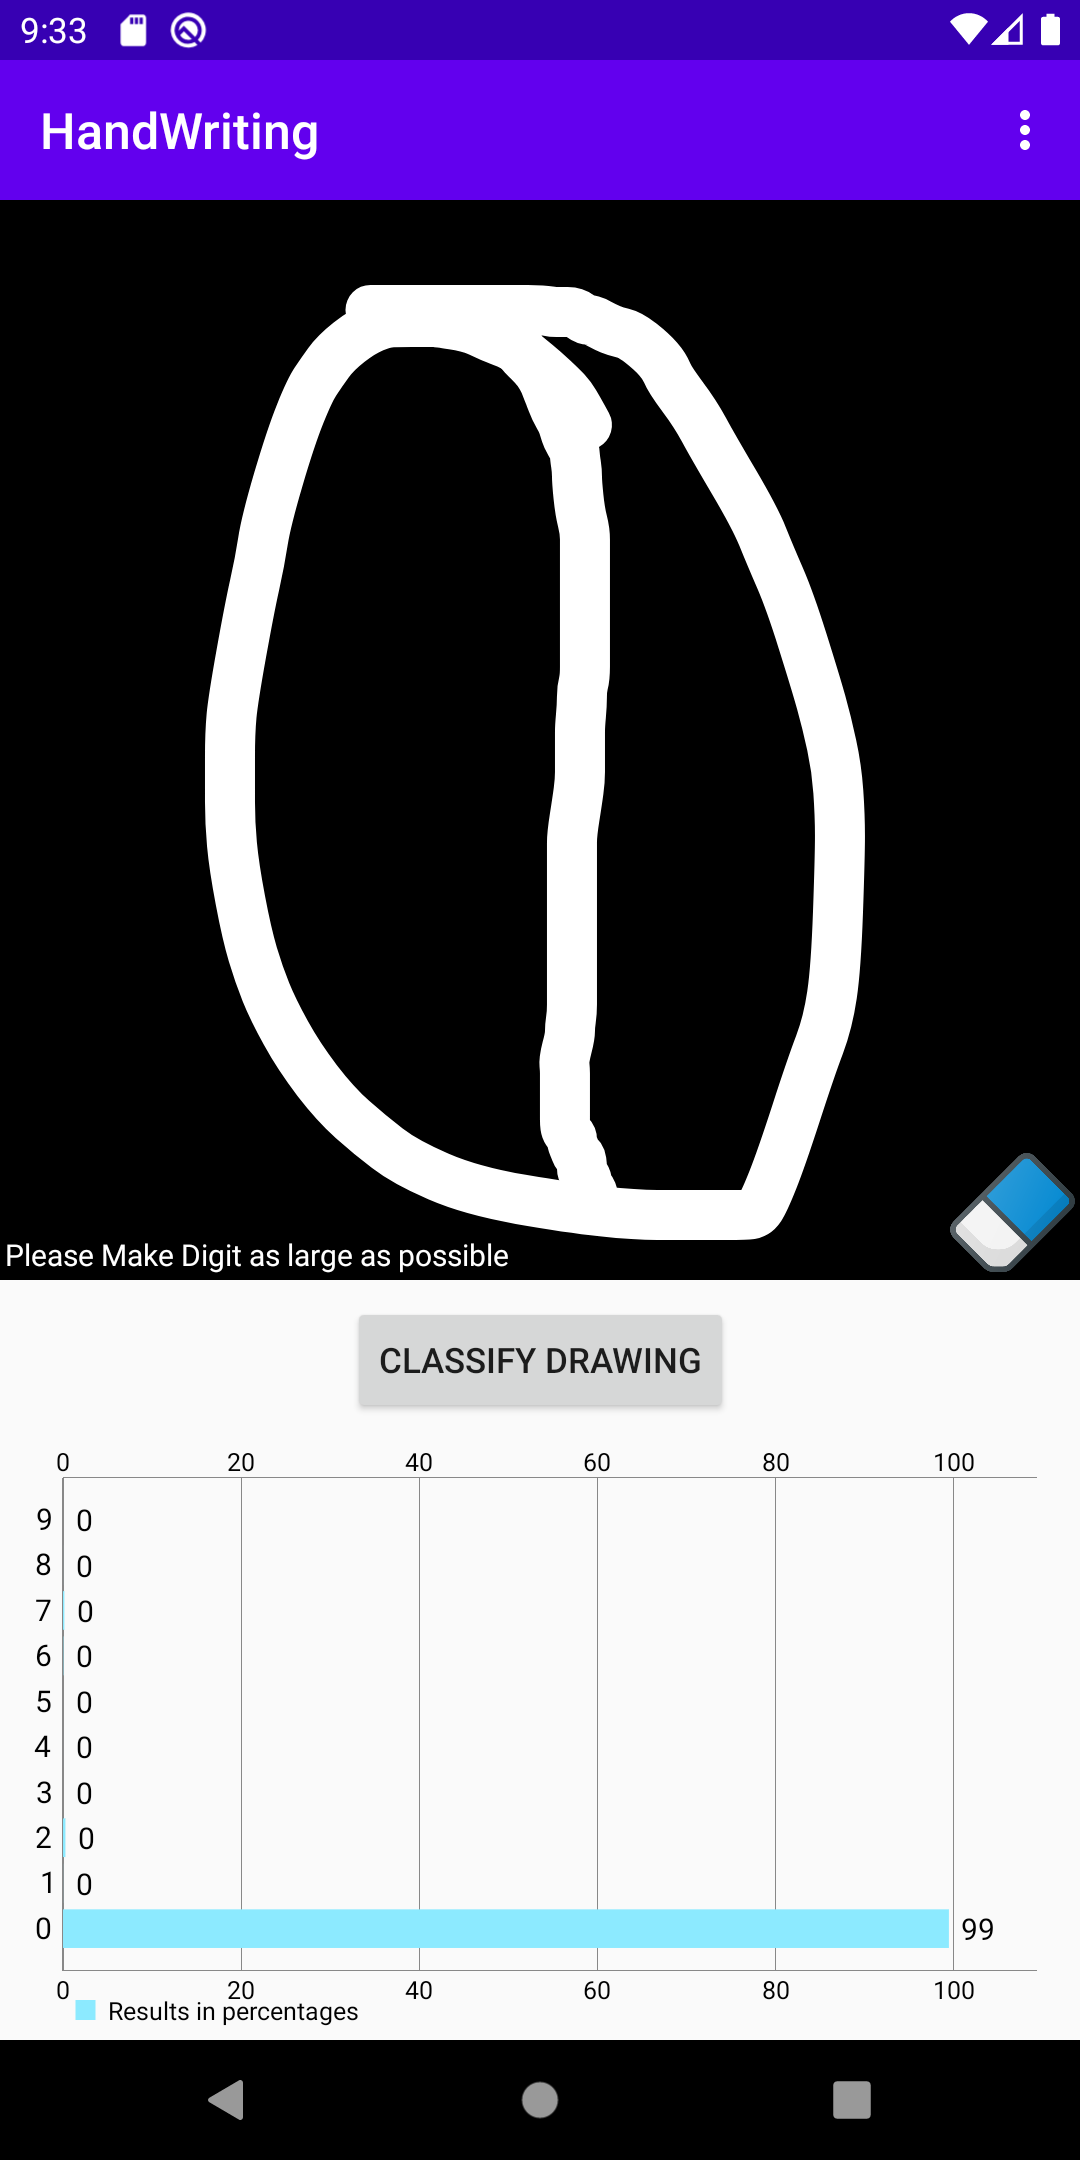 9:33
HandWriting
Please Make Digit as large as possible
CLASSIFY DRAWING
0 20 40 60 80 100
9 0
8 0
7 0
6 0
5 0
4 0
3 0
2 0
1 0
0 99
0 20 40 60 80 100
Results in percentages